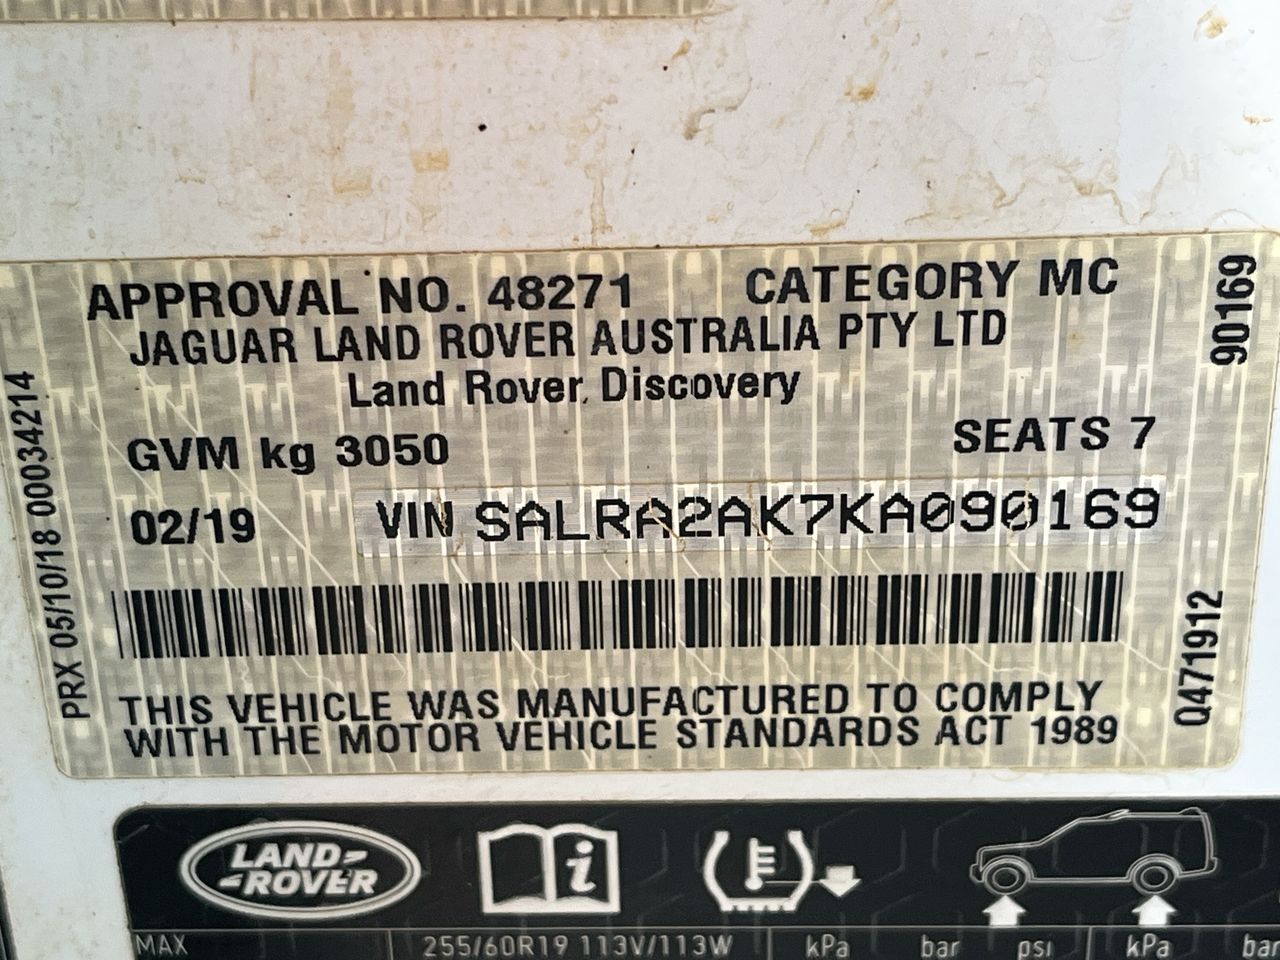 APPROVAL NO. 48271 CATEGORY MC
JAGUAR LAND ROVER AUSTRALIA PTY LTD
Land Rover Discovery
GVM kg 3050 SEATS 7
02/19 VIN SALRA2AK7KA090169
THIS VEHICLE WAS MANUFACTURED TO COMPLY
WITH THE MOTOR VEHICLE STANDARDS ACT 1989
PRX 05/10/18 00034214
90169
Q471912
LAND
ROVER
MAX 255/60R19 113V/113W kPa bar psi kPa bar